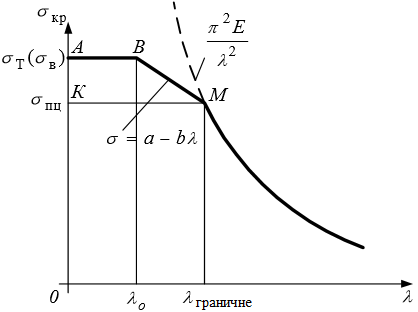 σкр
π²E
λ²
A
B
σТ(σв)
K
M
σпц
σ = a – bλ
0
λo
λграничне
λ